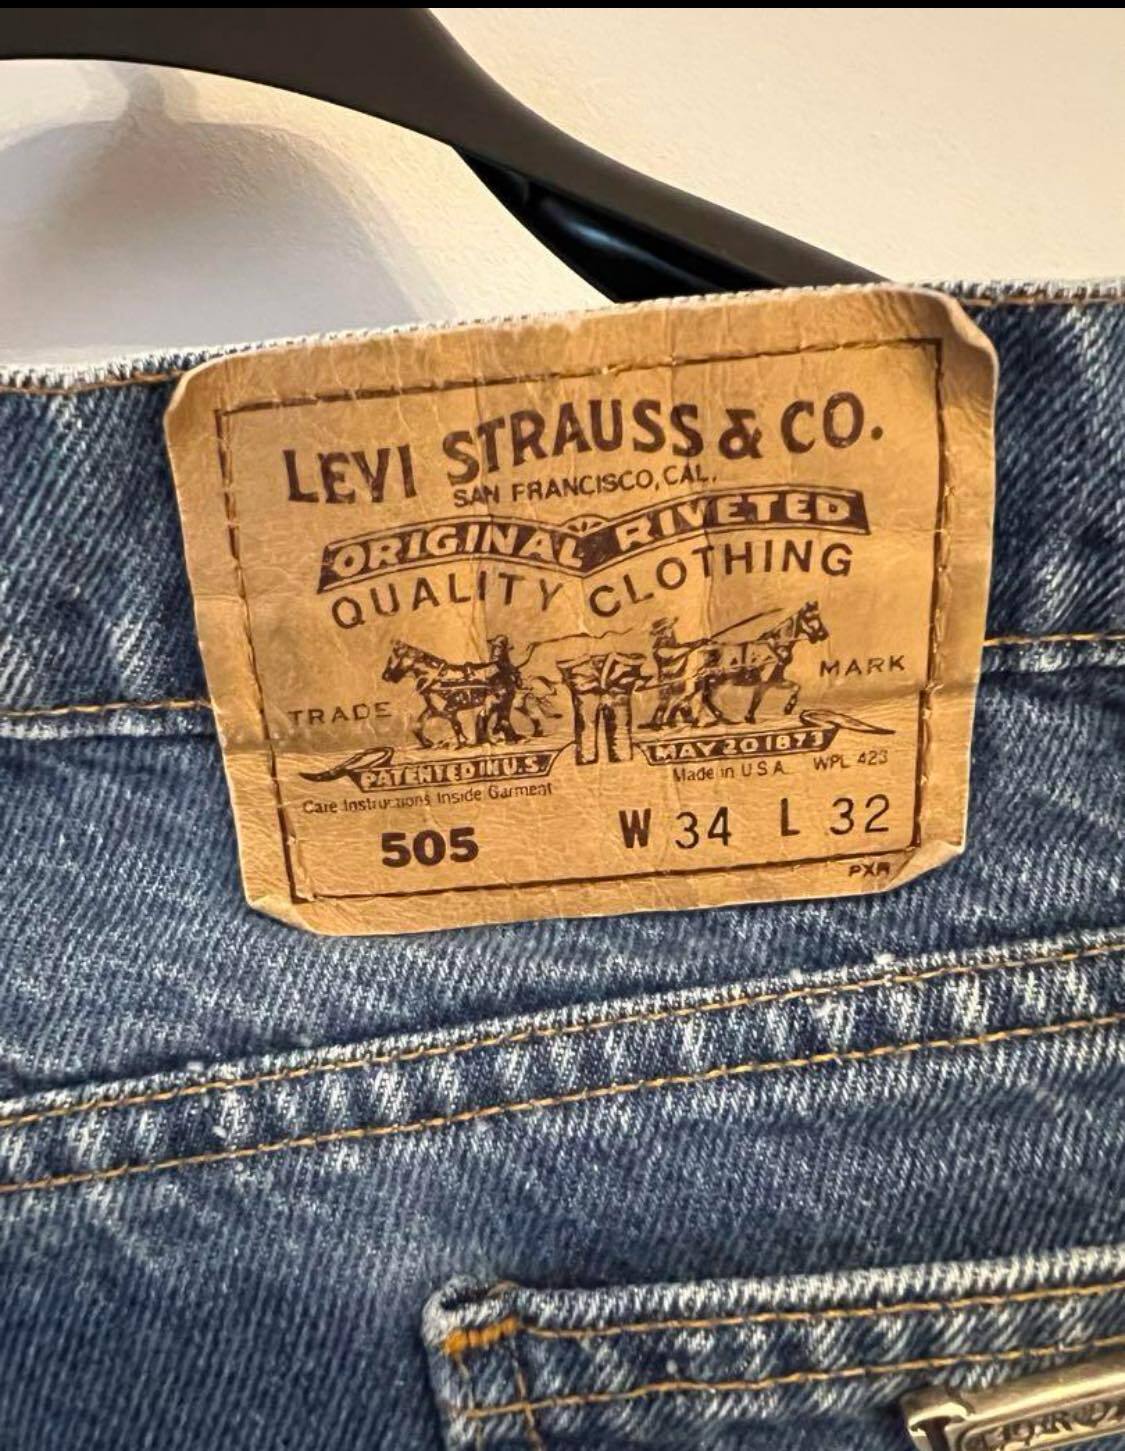 LEVI STRAUSS & CO.
SAN FRANCISCO, CAL.
ORIGINAL RIVETED
QUALITY CLOTHING
TRADE MARK
PATENTED IN U.S. MAY 20 1873
Made in U S A WPL 423
Care Instructions Inside Garment
505 W 34 L 32